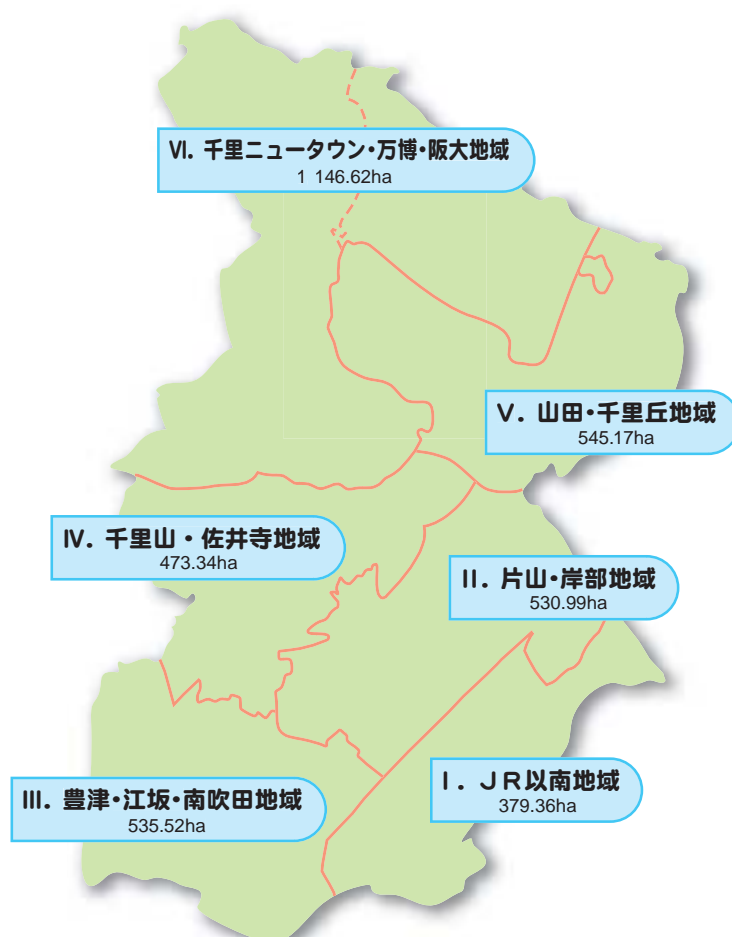 VI. 千里ニュータウン・万博・阪大地域
1 146.62ha
V. 山田・千里丘地域
545.17ha
IV. 千里山・佐井寺地域
473.34ha
II. 片山・岸部地域
530.99ha
I. ＪＲ以南地域
379.36ha
III. 豊津・江坂・南吹田地域
535.52ha